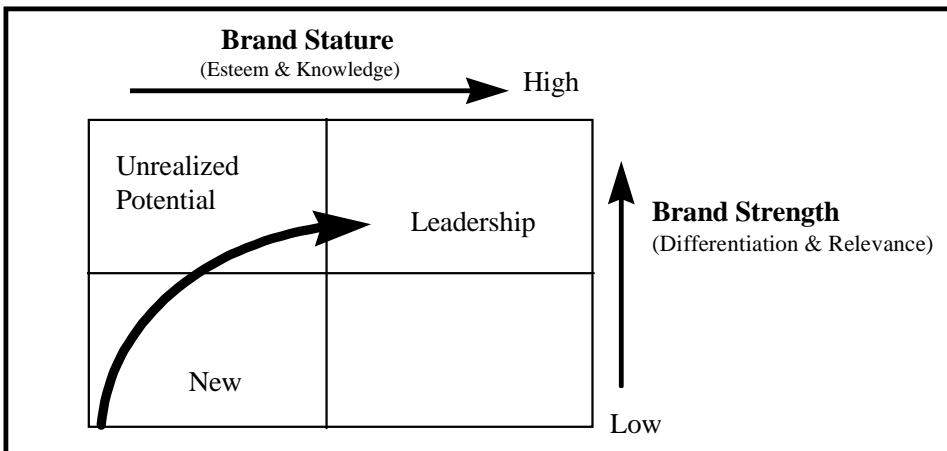 Brand Stature
(Esteem & Knowledge)
High
Unrealized
Potential
Leadership
Brand Strength
(Differentiation & Relevance)
New
Low